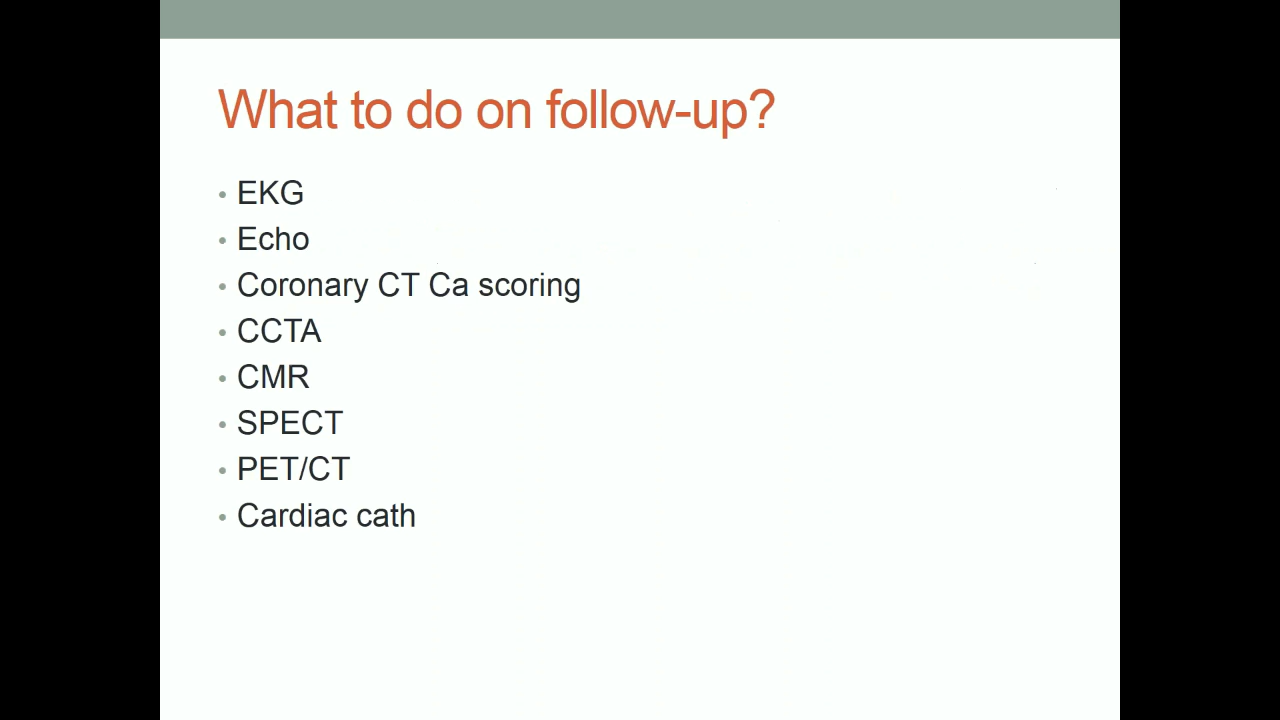 What to do on follow-up?
• EKG
• Echo
• Coronary CT Ca scoring
• CCTA
• CMR
• SPECT
• PET/CT
• Cardiac cath